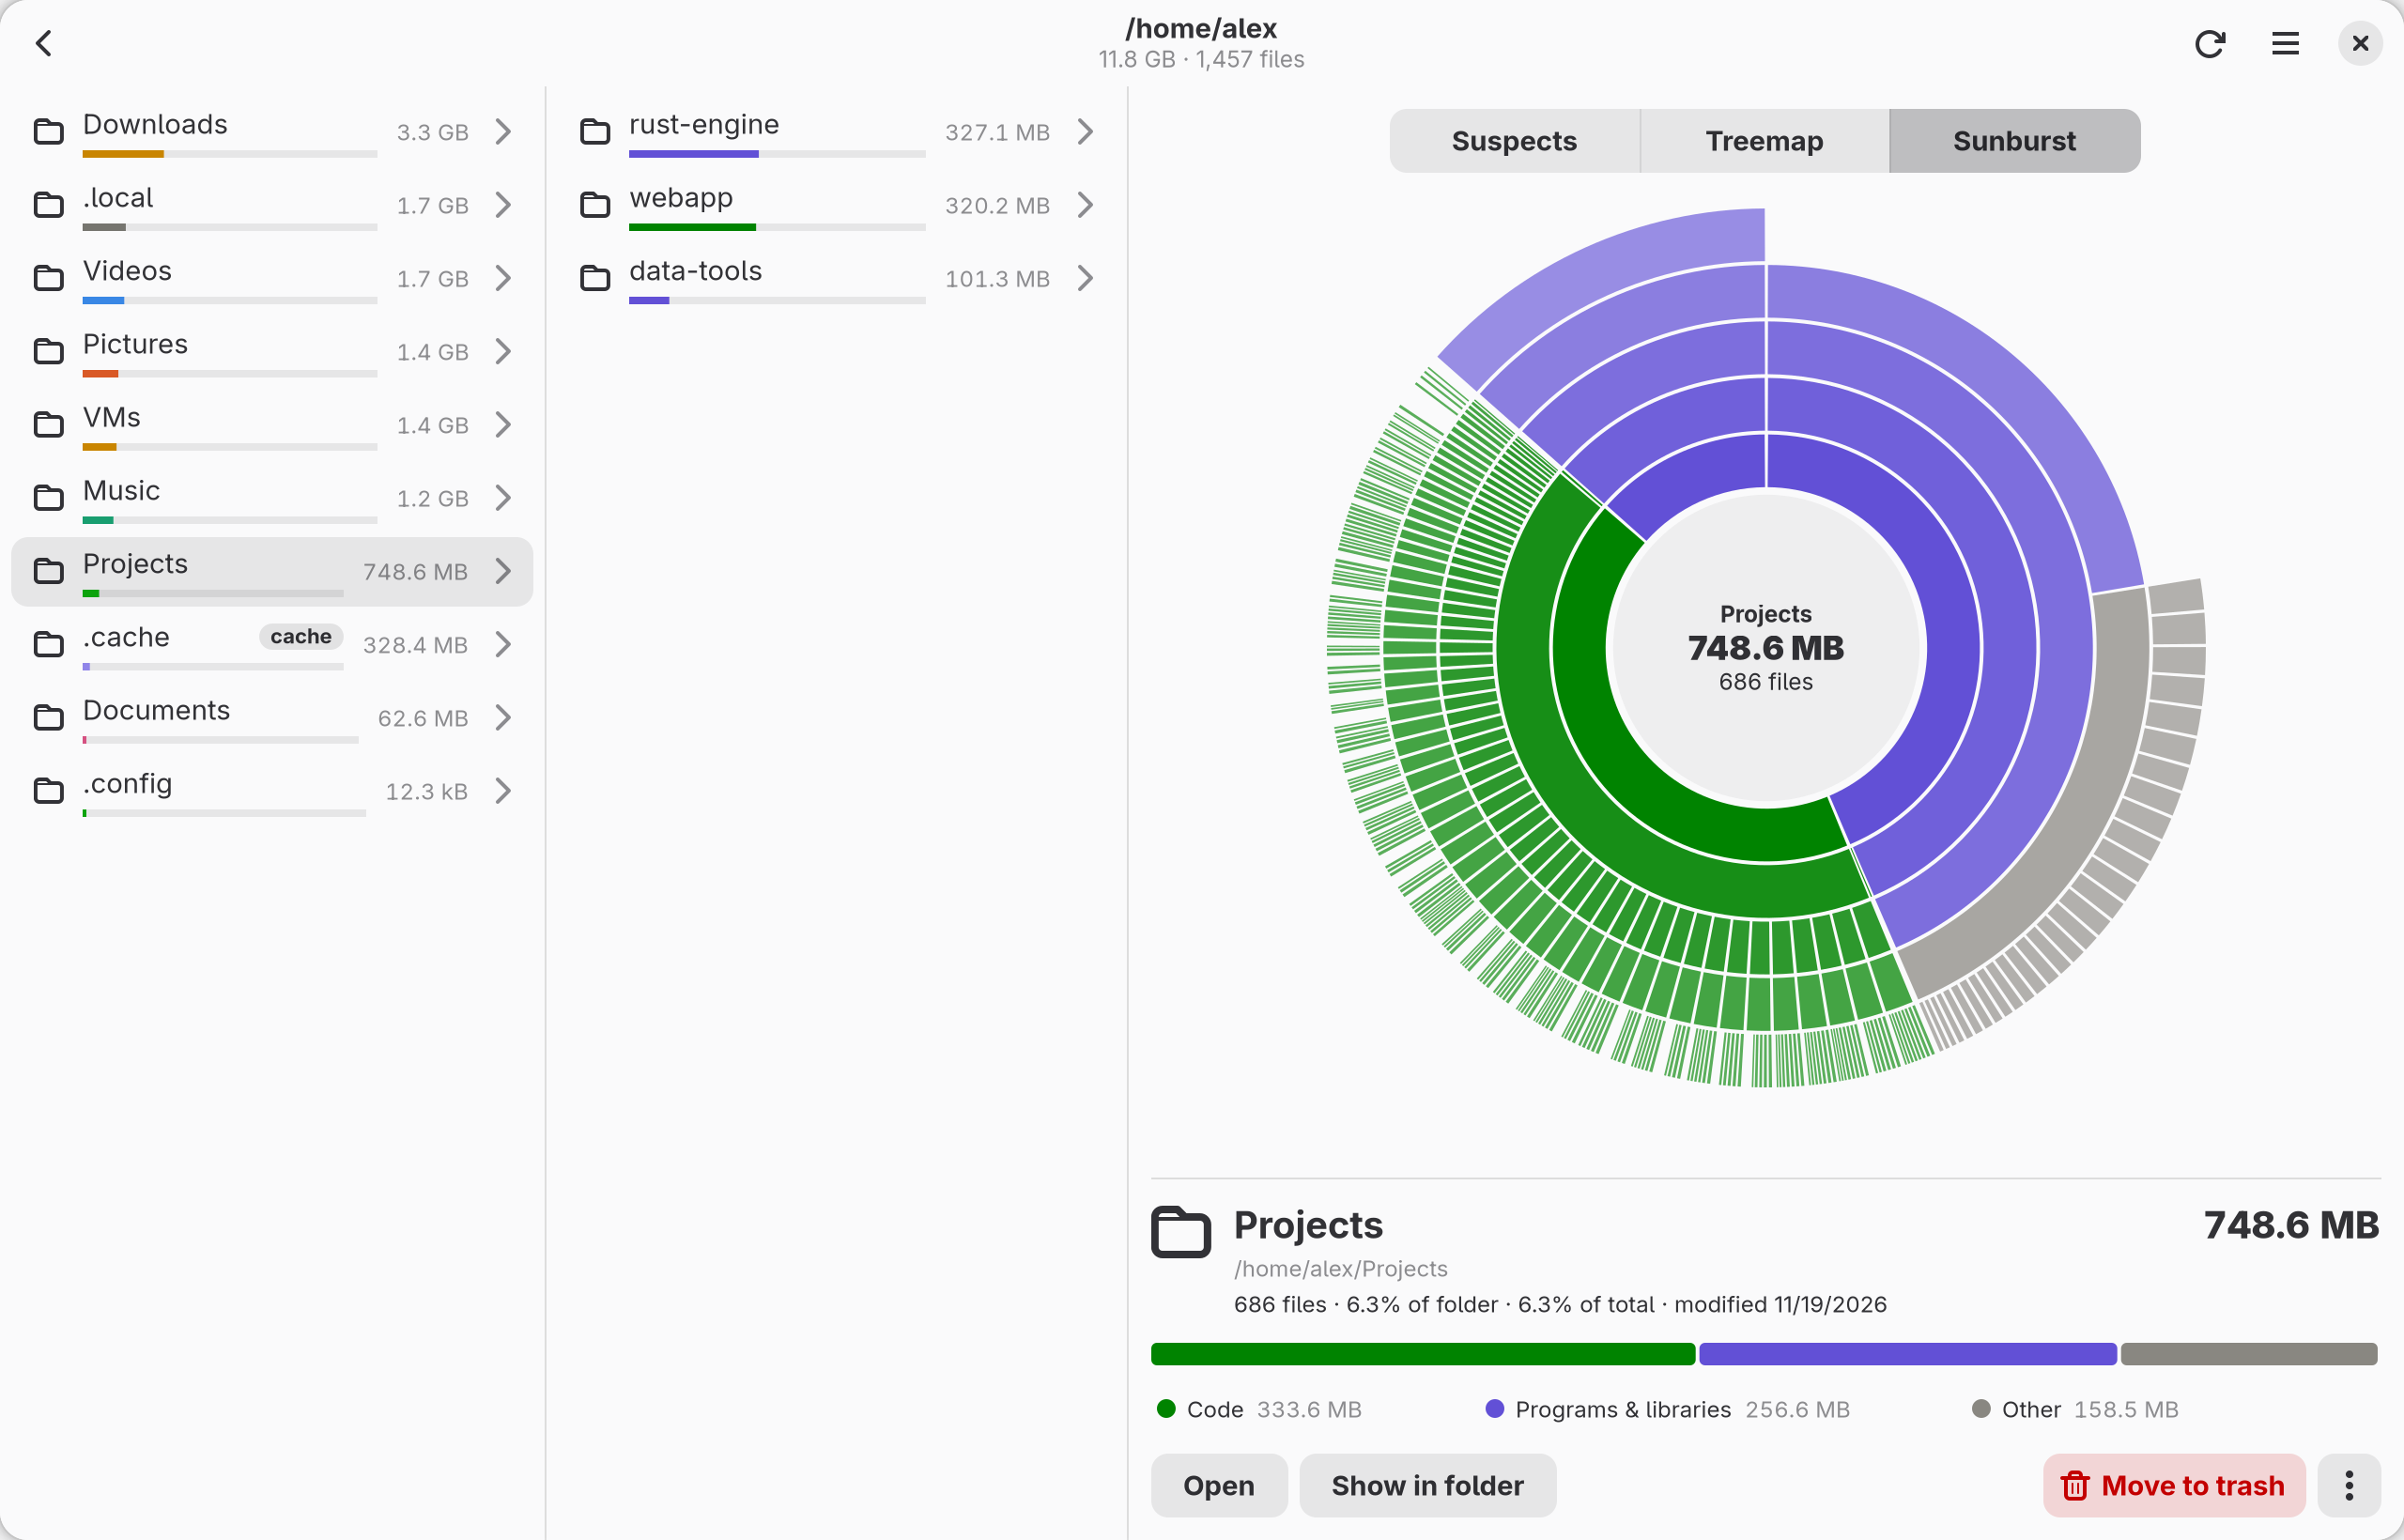 /home/alex
11.8 GB · 1,457 files
Downloads 3.3 GB
.local 1.7 GB
Videos 1.7 GB
Pictures 1.4 GB
VMs 1.4 GB
Music 1.2 GB
Projects 748.6 MB
.cache cache 328.4 MB
Documents 62.6 MB
.config 12.3 kB
rust-engine 327.1 MB
webapp 320.2 MB
data-tools 101.3 MB
Suspects Treemap Sunburst
Projects
748.6 MB
686 files
Projects 748.6 MB
/home/alex/Projects
686 files · 6.3% of folder · 6.3% of total · modified 11/19/2026
Code 333.6 MB Programs & libraries 256.6 MB Other 158.5 MB
Open Show in folder Move to trash